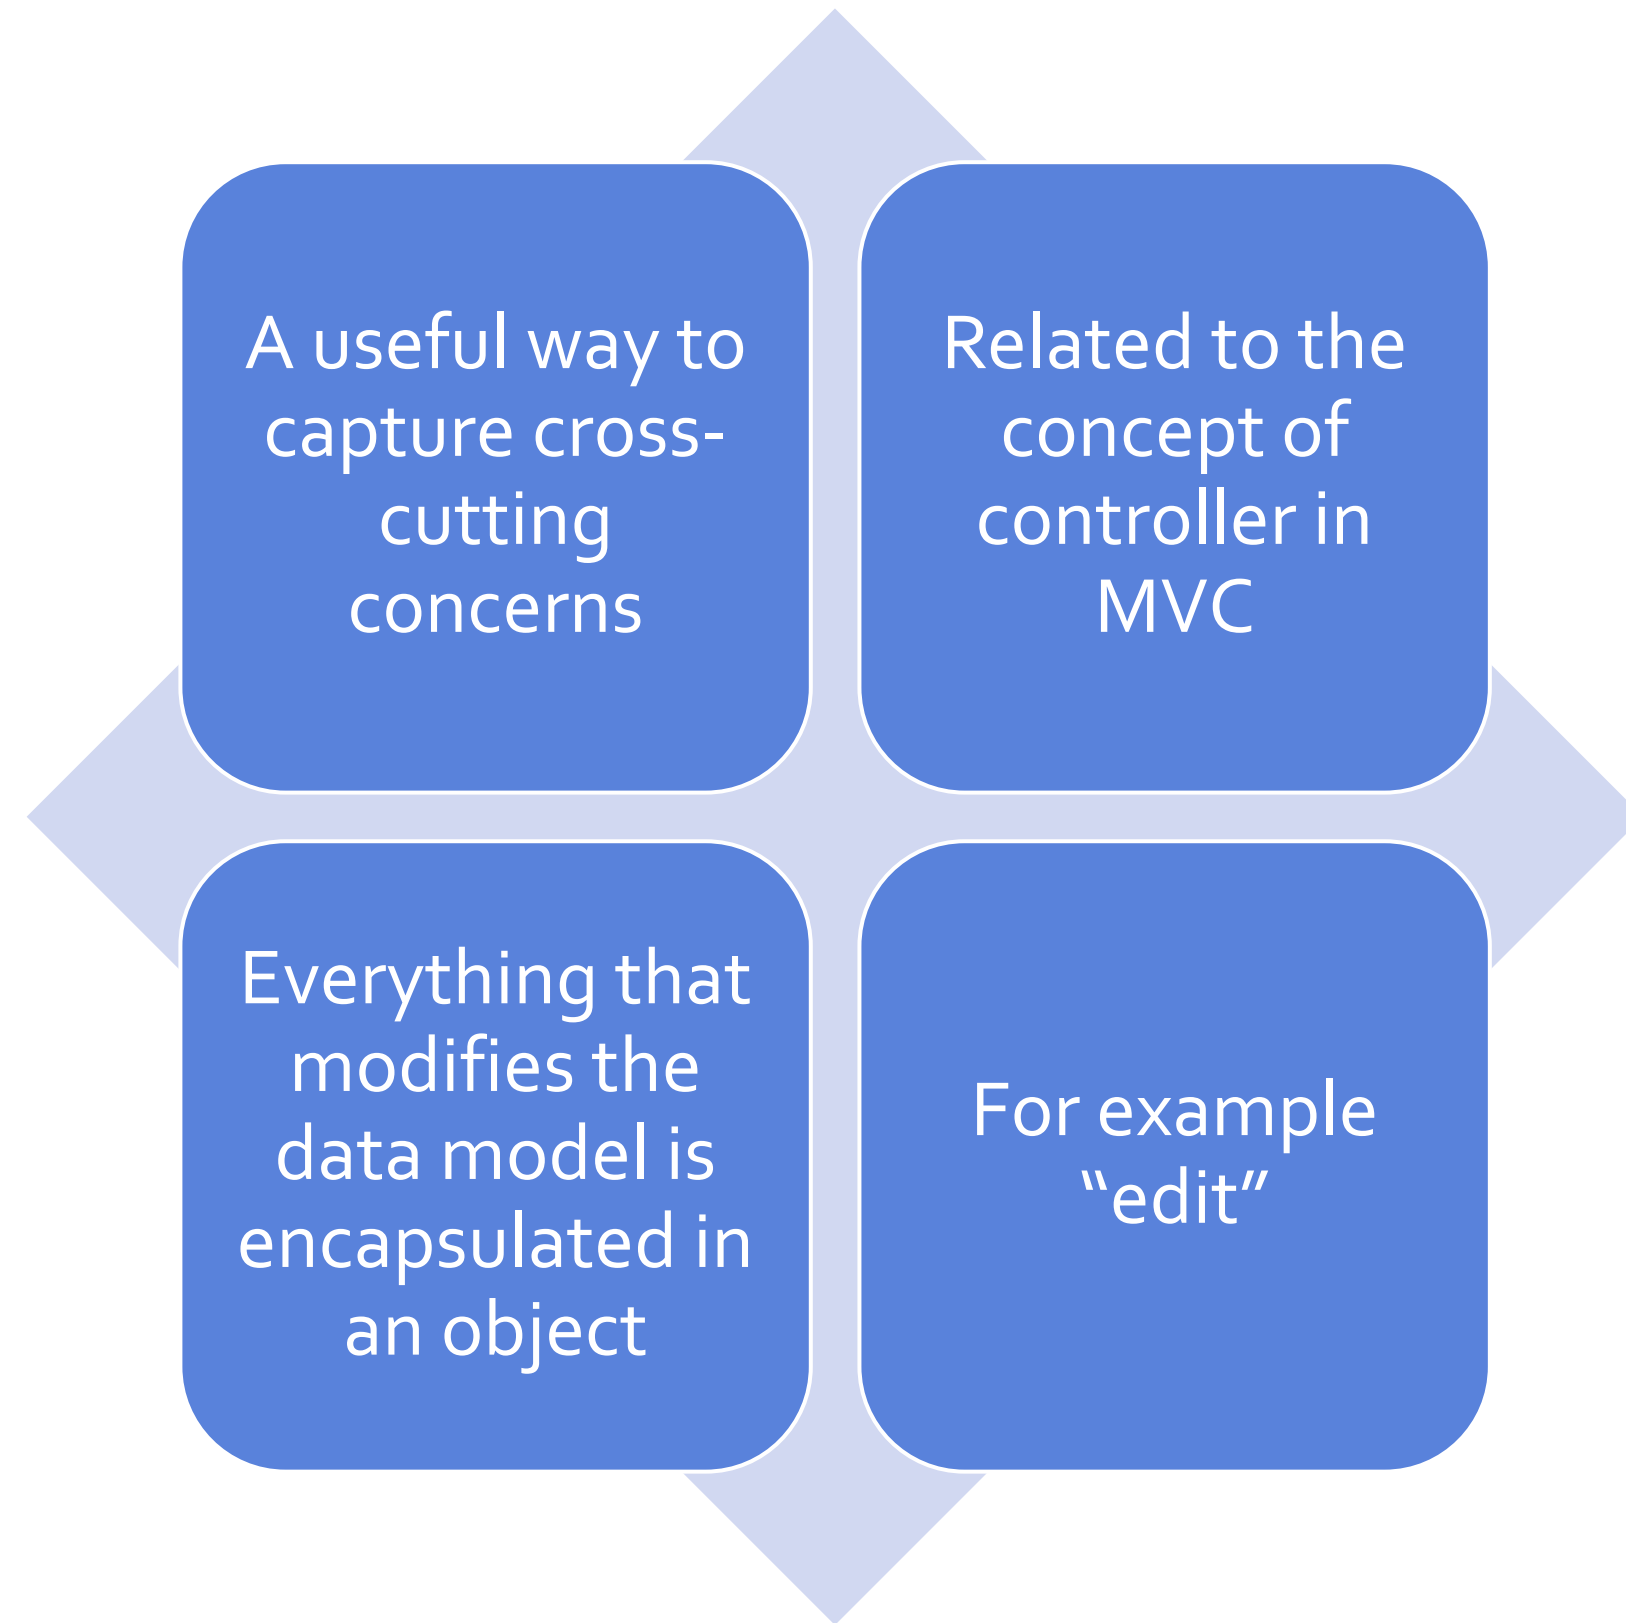 A useful way to
capture cross-
cutting
concerns
Related to the
concept of
controller in
MVC
Everything that
modifies the
data model is
encapsulated in
an object
For example
“edit”